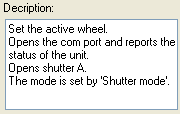 Decription:
Set the active wheel.
Opens the com port and reports the
status of the unit.
Opens shutter A.
The mode is set by 'Shutter mode'.